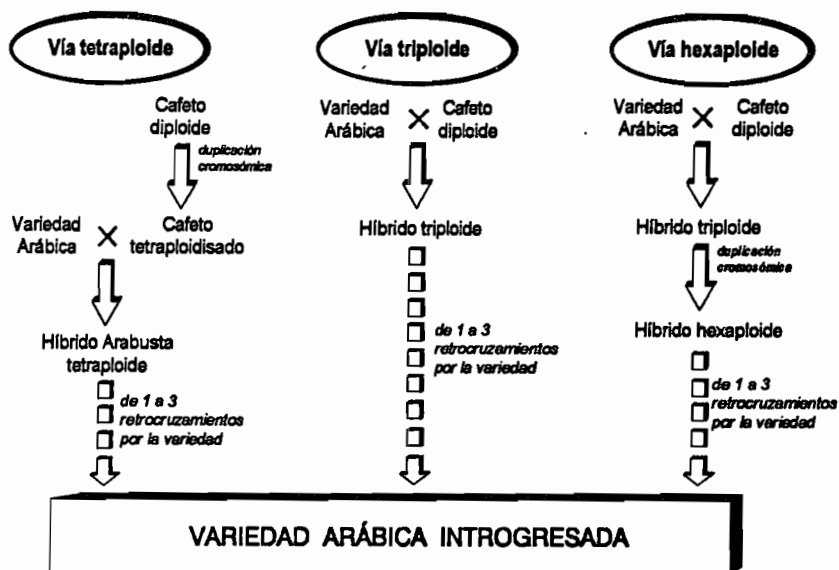 Vía tetraploide
Cafeto
diploide
duplicación
cromosómica
Variedad
Arábica
X
Cafeto
tetraploidisado
Híbrido Arabusta
tetraploide
de 1 a 3
retrocruzamientos
por la variedad
Vía triploide
Variedad
Arábica
X
Cafeto
diploide
Híbrido triploide
de 1 a 3
retrocruzamientos
por la variedad
Vía hexaploide
Variedad
Arábica
X
Cafeto
diploide
Híbrido triploide
duplicación
cromosómica
Híbrido hexaploide
de 1 a 3
retrocruzamientos
por la variedad
VARIEDAD ARÁBICA INTROGRESADA